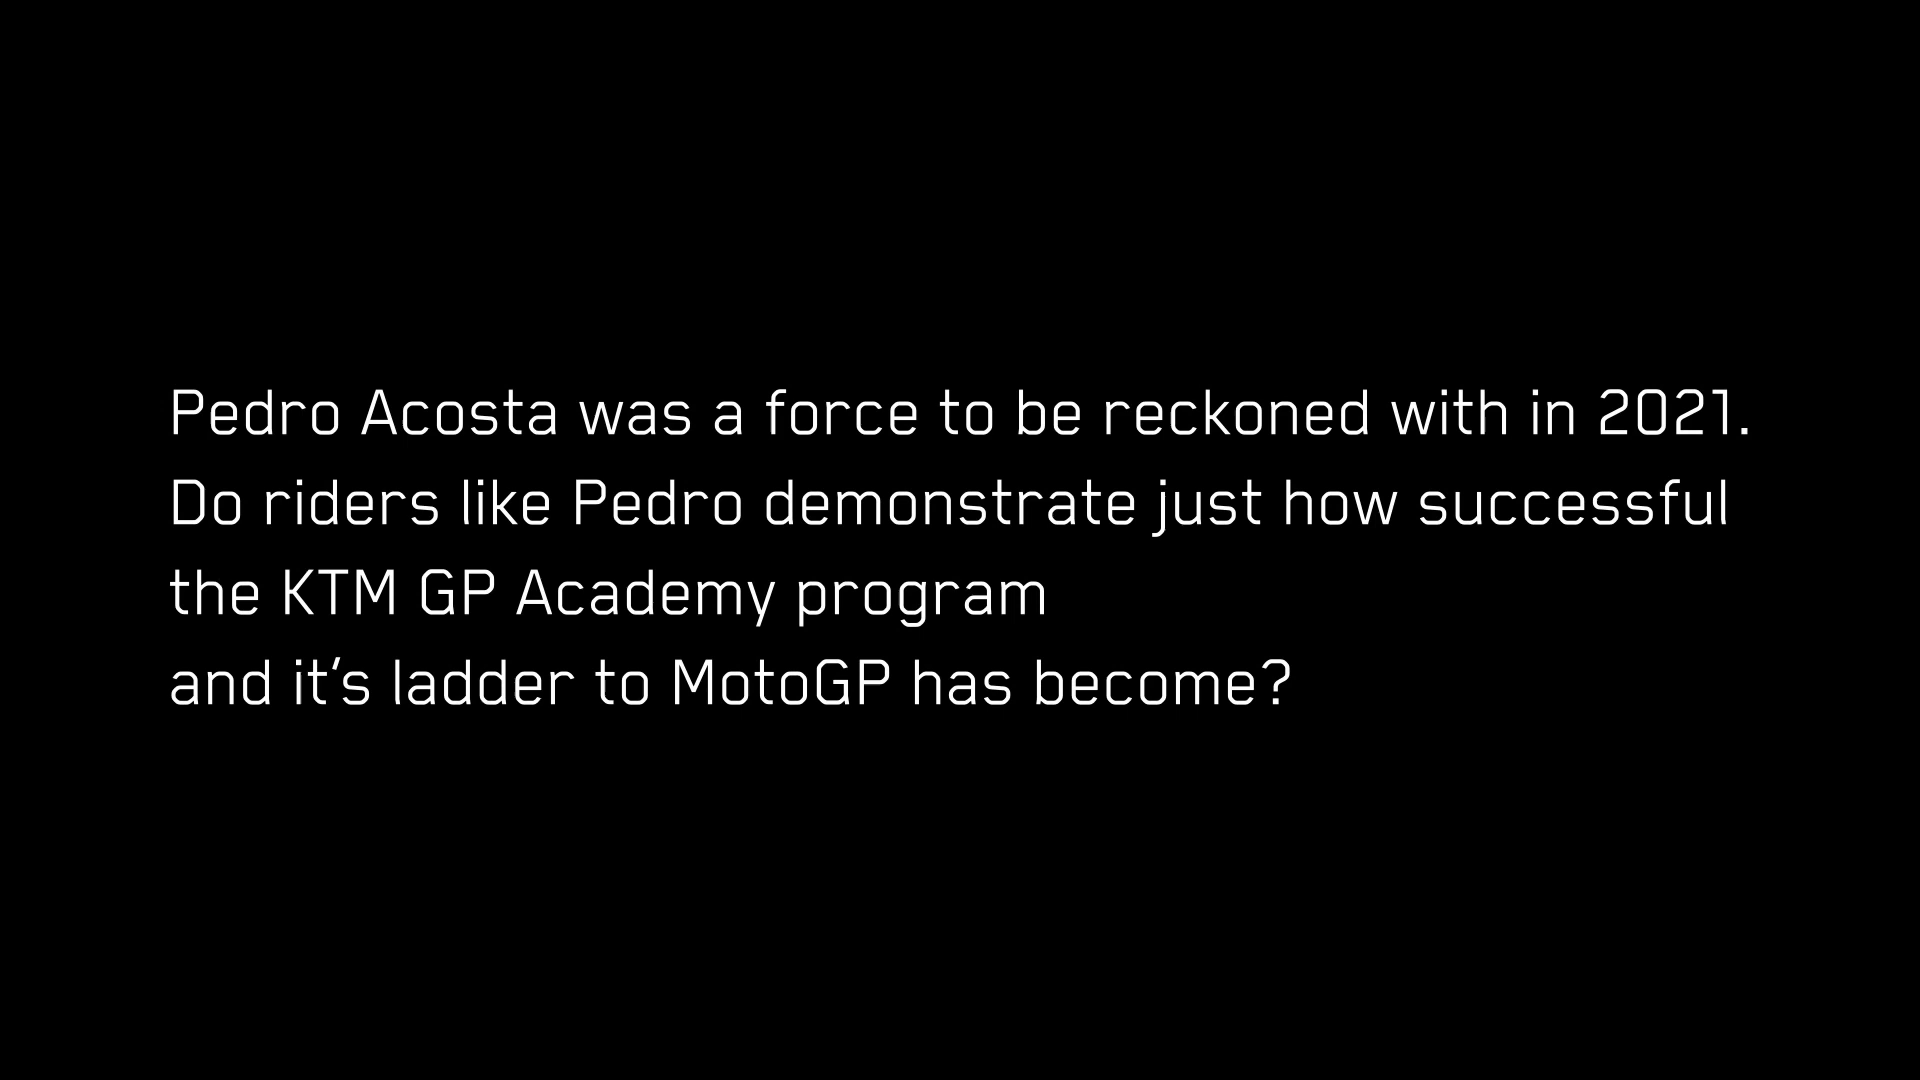 Pedro Acosta was a force to be reckoned with in 2021.
Do riders like Pedro demonstrate just how successful
the KTM GP Academy program
and it’s ladder to MotoGP has become?